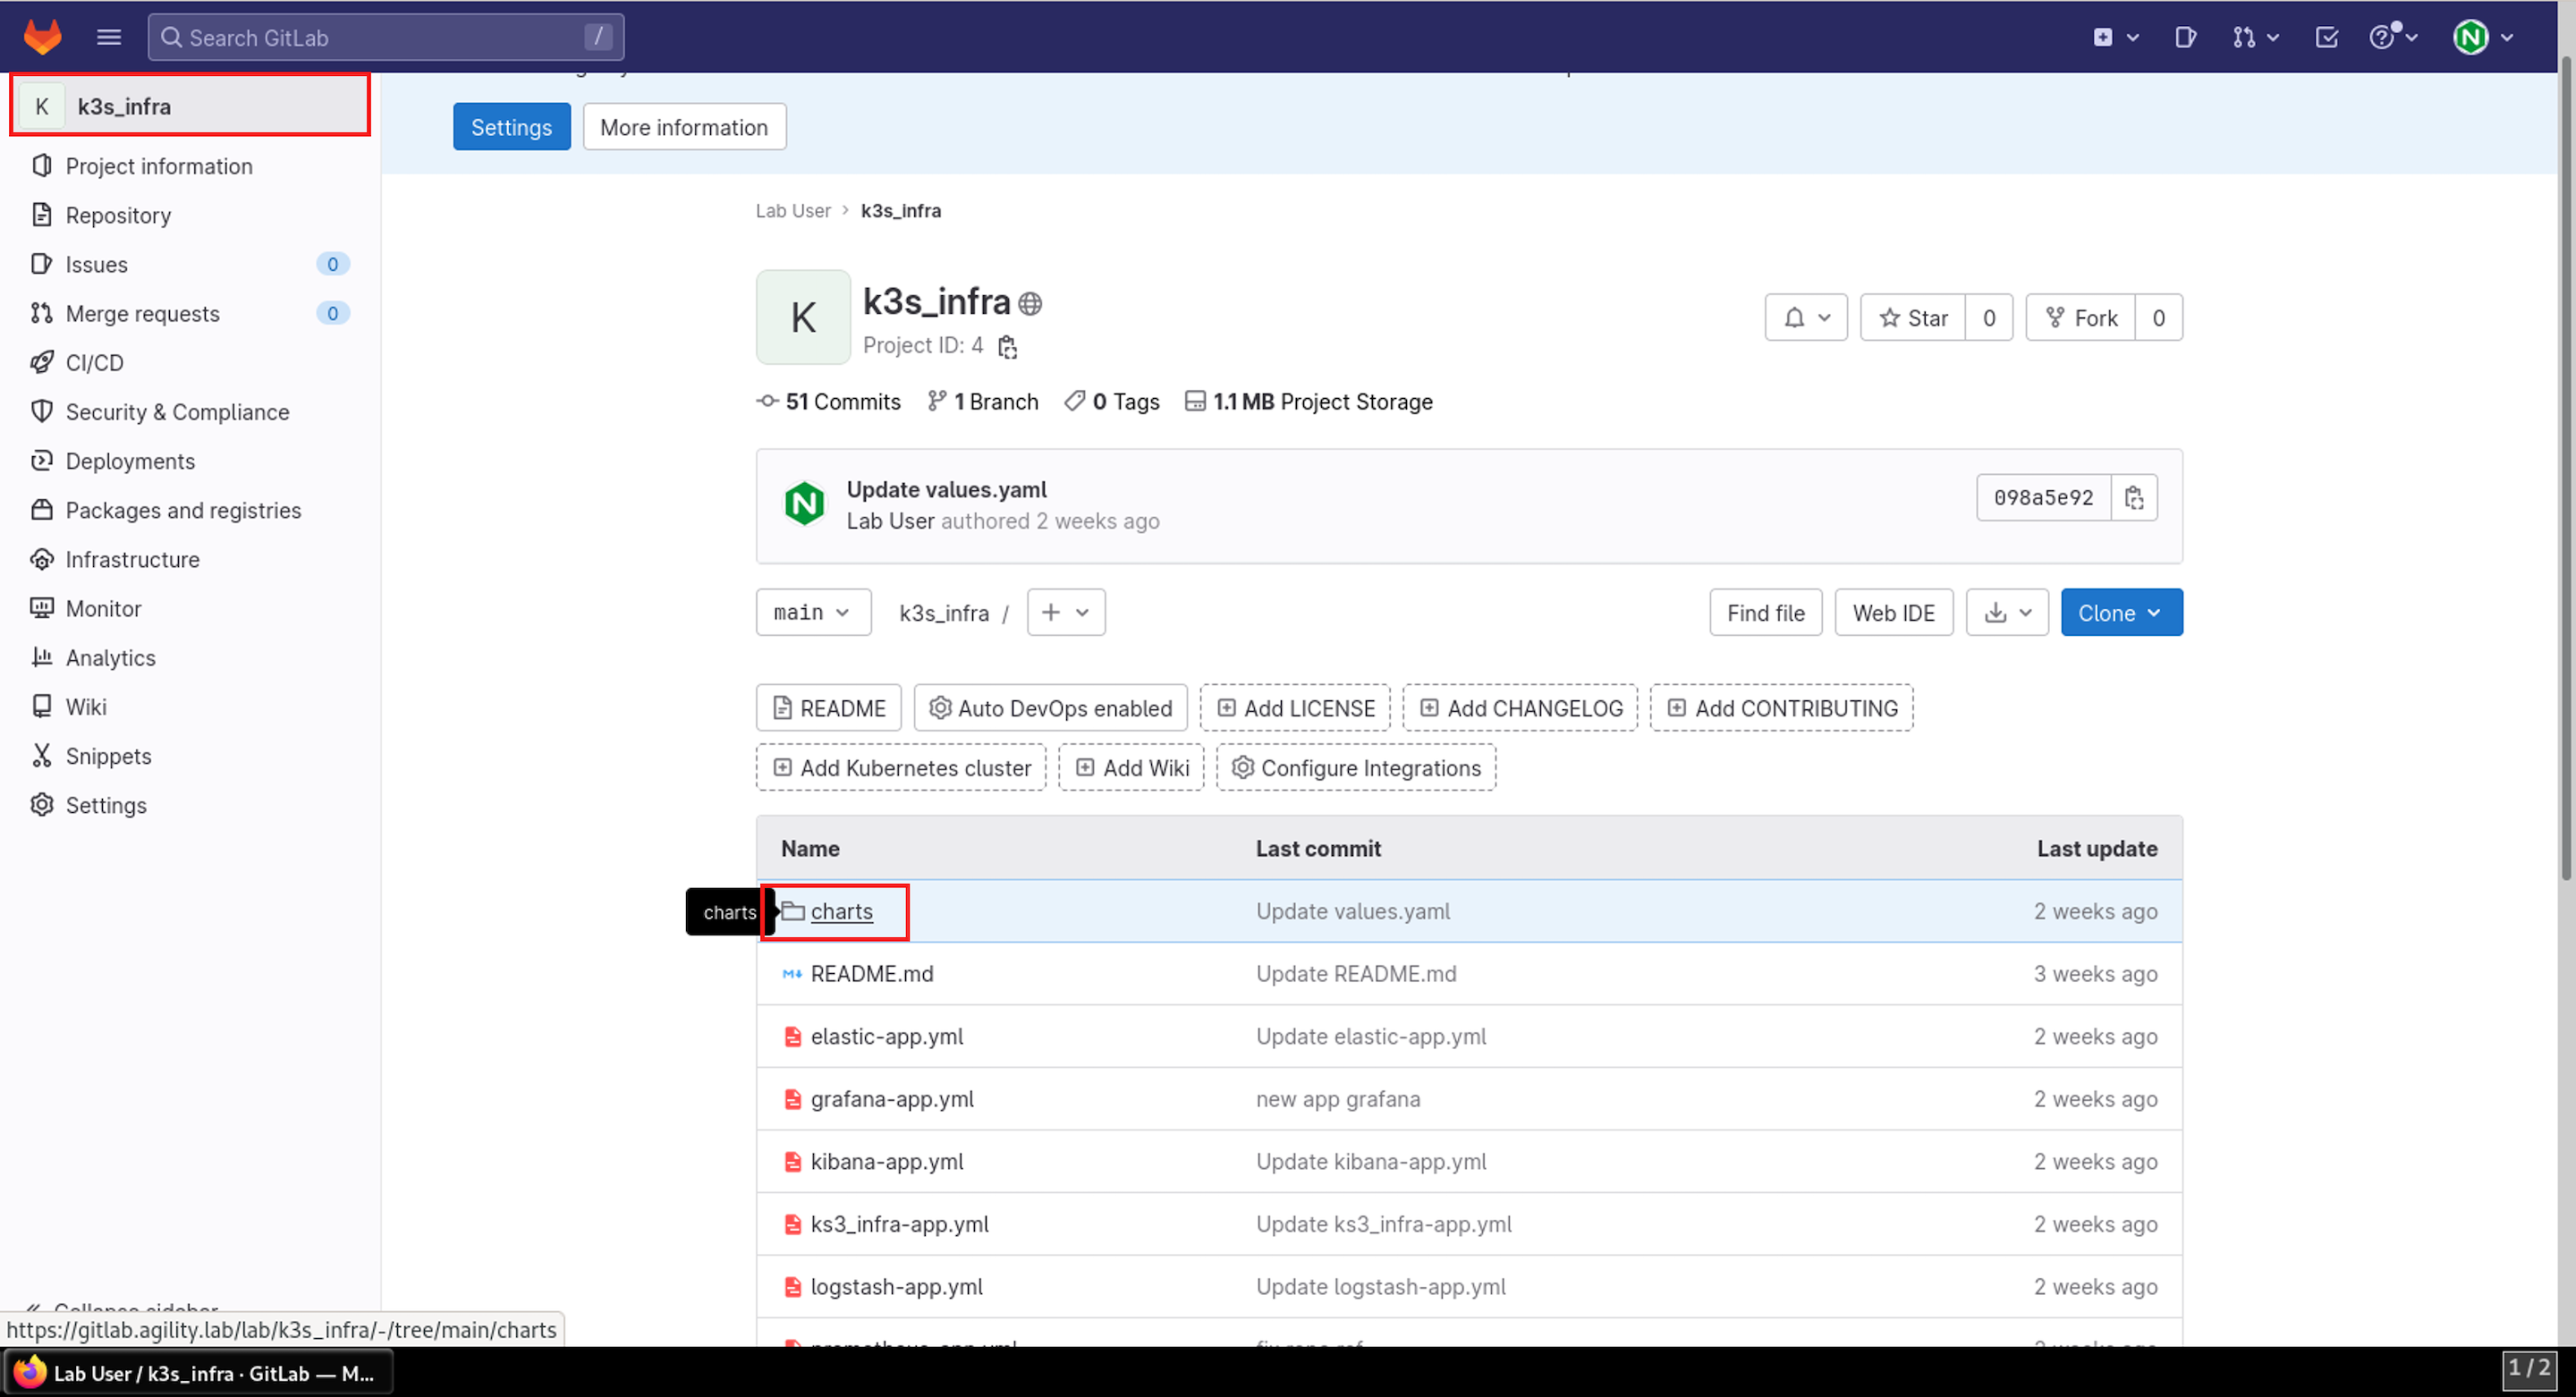 Search GitLab /
K k3s_infra
Settings More information
Project information
Repository
Issues 0
Merge requests 0
CI/CD
Security & Compliance
Deployments
Packages and registries
Infrastructure
Monitor
Analytics
Wiki
Snippets
Settings
Lab User > k3s_infra
K
k3s_infra
Project ID: 4
Star 0 Fork 0
51 Commits 1 Branch 0 Tags 1.1 MB Project Storage
Update values.yaml
Lab User authored 2 weeks ago
098a5e92
main k3s_infra / +
Find file Web IDE Clone
README Auto DevOps enabled Add LICENSE Add CHANGELOG Add CONTRIBUTING
Add Kubernetes cluster Add Wiki Configure Integrations
Name Last commit Last update
charts charts Update values.yaml 2 weeks ago
README.md Update README.md 3 weeks ago
elastic-app.yml Update elastic-app.yml 2 weeks ago
grafana-app.yml new app grafana 2 weeks ago
kibana-app.yml Update kibana-app.yml 2 weeks ago
ks3_infra-app.yml Update ks3_infra-app.yml 2 weeks ago
logstash-app.yml Update logstash-app.yml 2 weeks ago
Collapse sidebar
https://gitlab.agility.lab/lab/k3s_infra/-/tree/main/charts
Lab User / k3s_infra · GitLab — M...
1 / 2